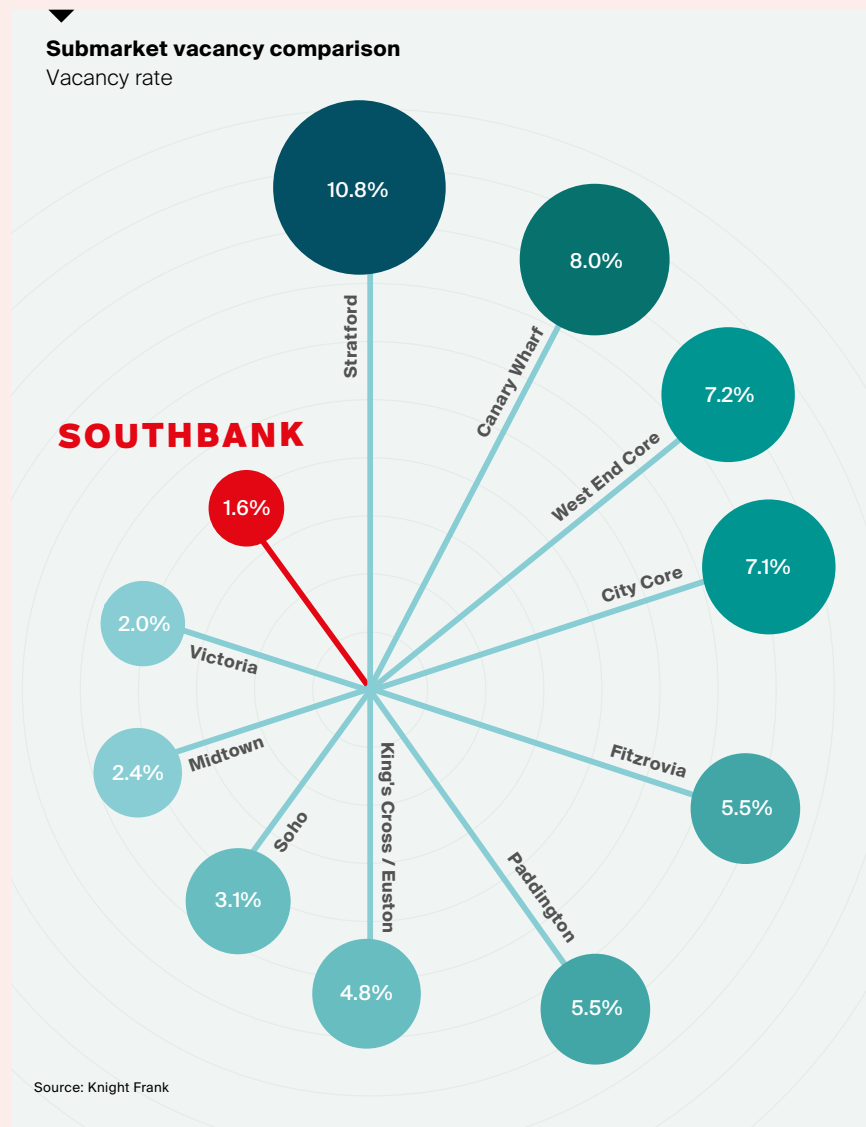 Submarket vacancy comparison
Vacancy rate
10.8%
Stratford
8.0%
Canary Wharf
7.2%
West End Core
7.1%
City Core
5.5%
Fitzrovia
5.5%
Paddington
4.8%
King's Cross / Euston
3.1%
Soho
2.4%
Midtown
2.0%
Victoria
SOUTHBANK
1.6%
Source: Knight Frank